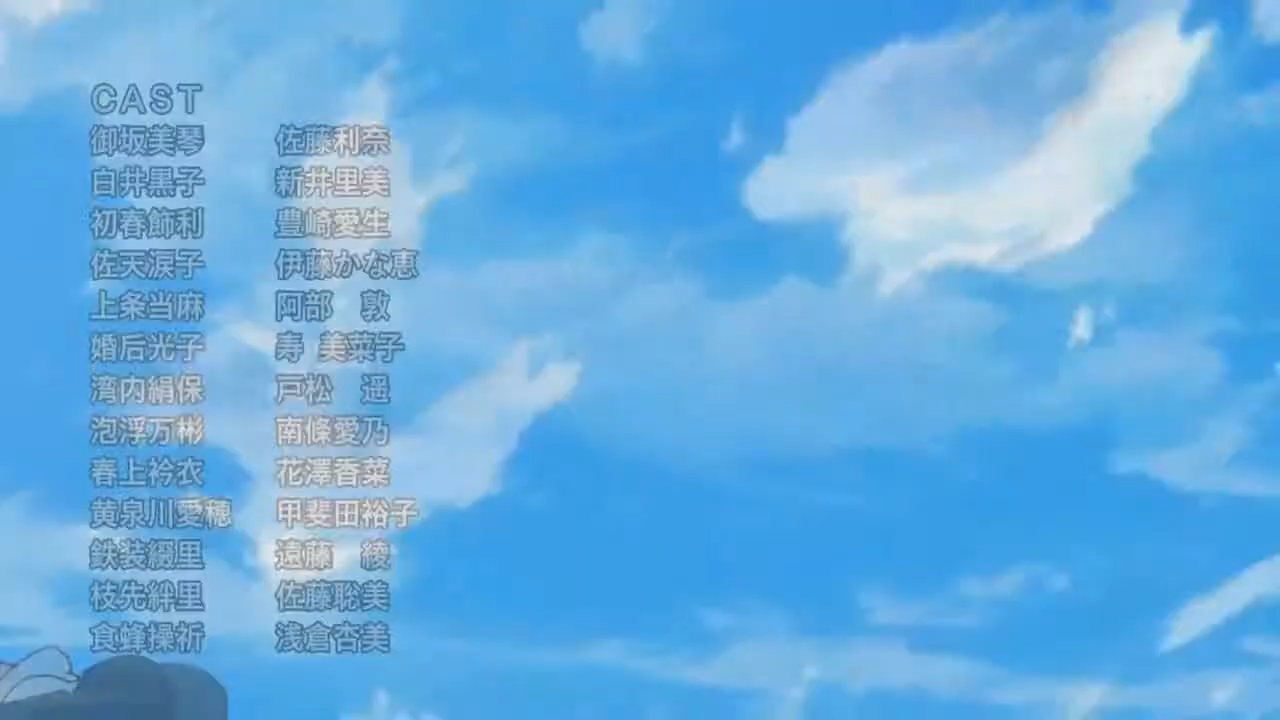 CAST
御坂美琴 佐藤利奈
白井黒子 新井里美
初春飾利 豊崎愛生
佐天涙子 伊藤かな恵
上条当麻 阿部 敦
婚后光子 寿 美菜子
湾内絹保 戸松 遥
泡浮万彬 南條愛乃
春上衿衣 花澤香菜
黄泉川愛穂 甲斐田裕子
鉄装綴里 遠藤 綾
枝先絆里 佐藤聡美
食蜂操祈 浅倉杏美